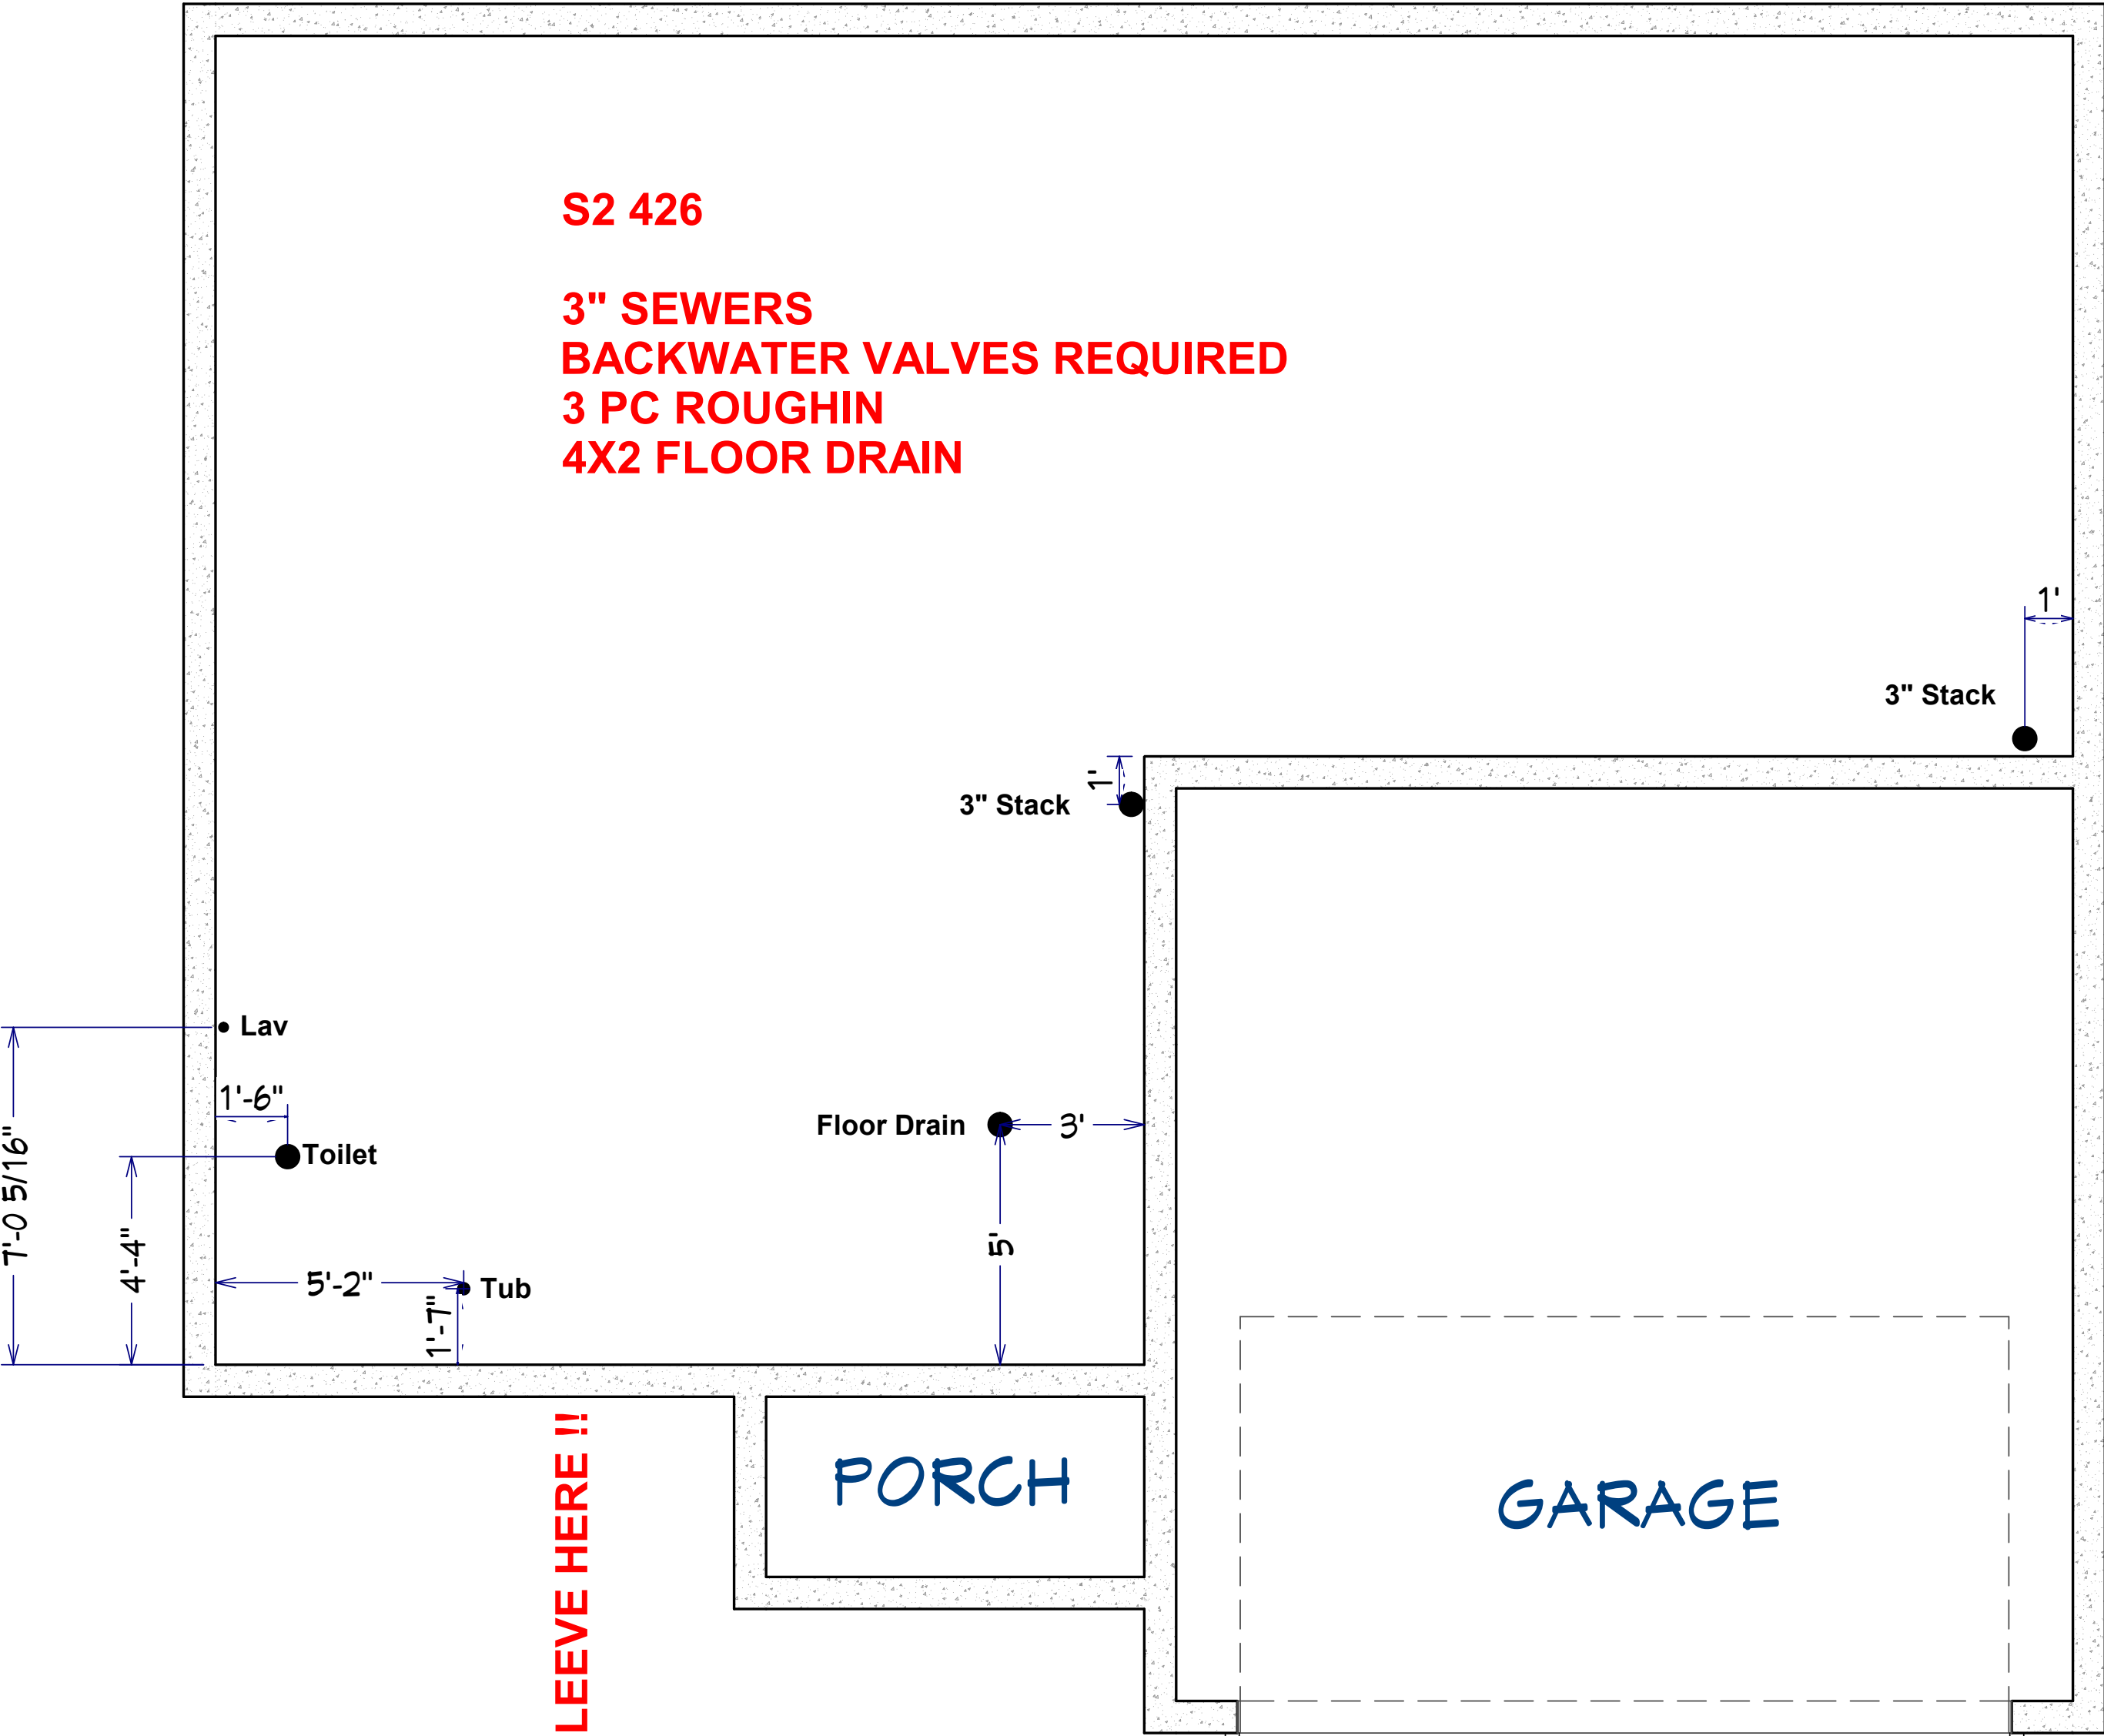 S2 426
3" SEWERS
BACKWATER VALVES REQUIRED
3 PC ROUGHIN
4X2 FLOOR DRAIN
1'
3" Stack
1'
3" Stack
Lav
1'-6"
Floor Drain
3'
Toilet
7'-0 5/16"
4'-4"
5'
5'-2"
Tub
1'-7"
LEEVE HERE !!
PORCH
GARAGE